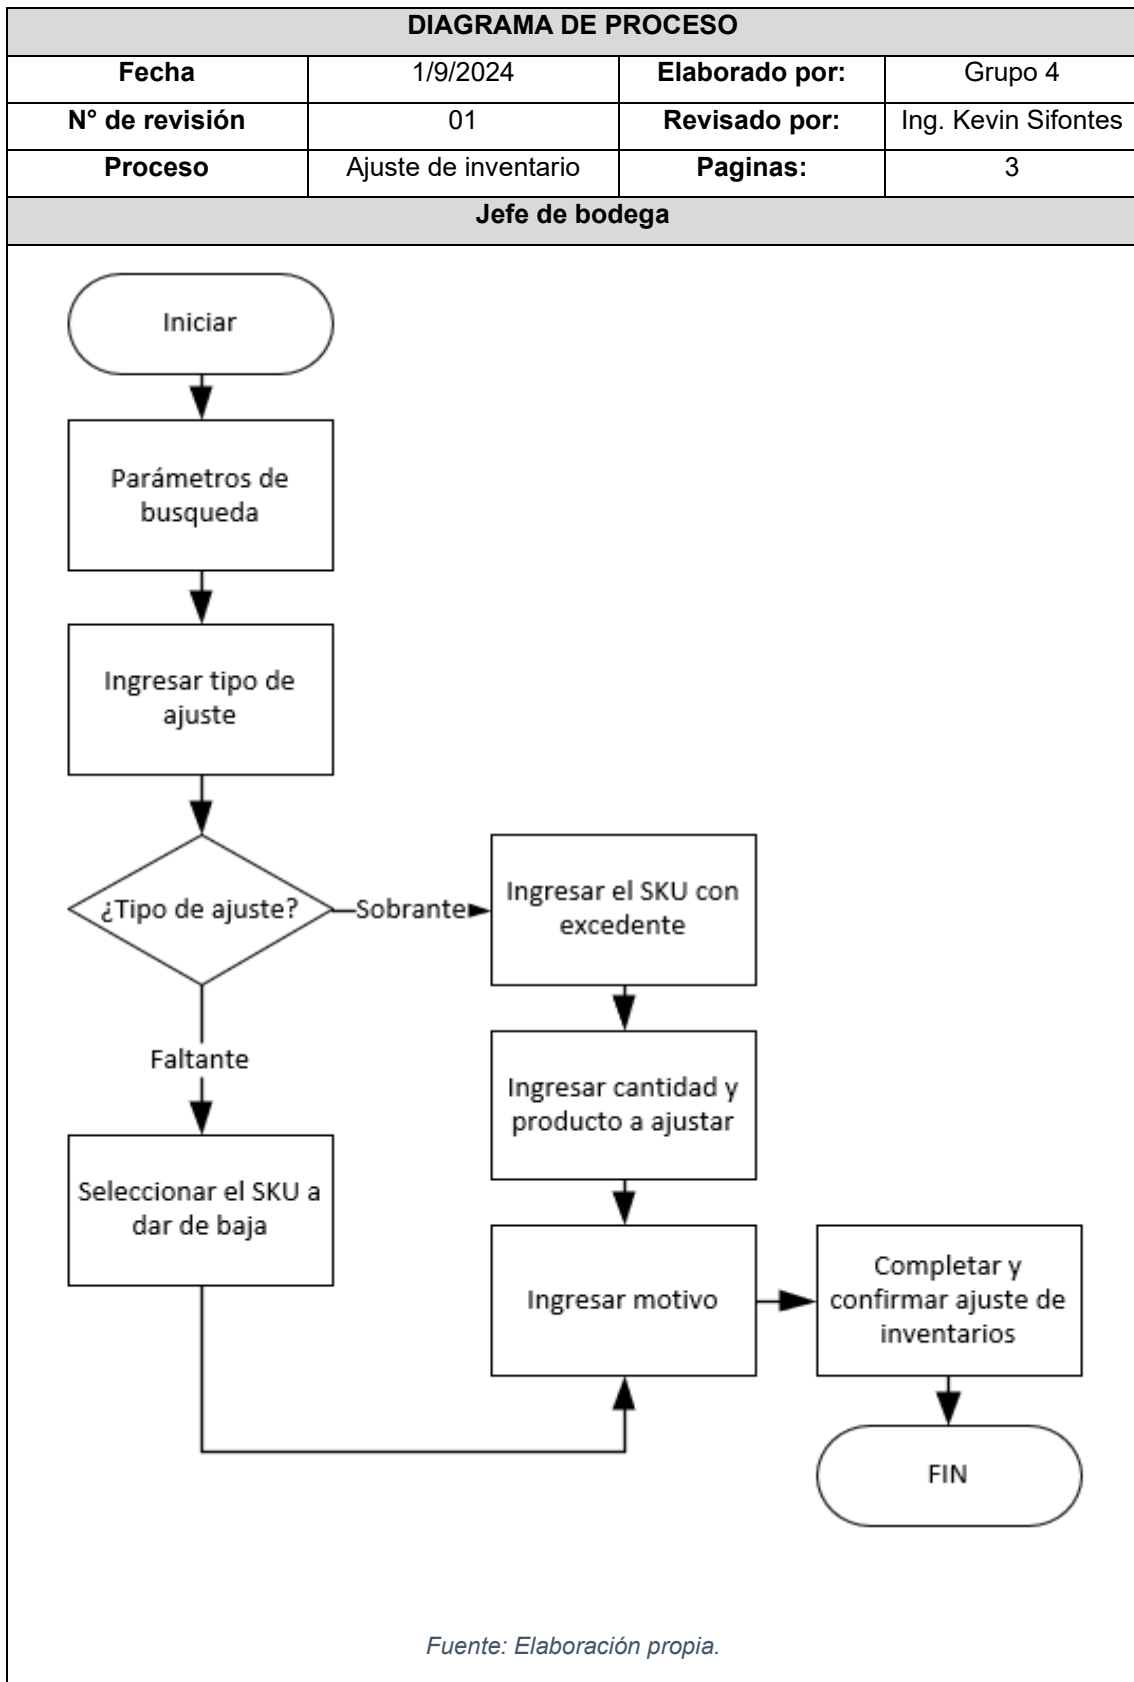 DIAGRAMA DE PROCESO
Fecha 1/9/2024 Elaborado por: Grupo 4
N° de revisión 01 Revisado por: Ing. Kevin Sifontes
Proceso Ajuste de inventario Paginas: 3
Jefe de bodega
Iniciar
Parámetros de
busqueda
Ingresar tipo de
ajuste
¿Tipo de ajuste?
Sobrante
Ingresar el SKU con
excedente
Faltante
Ingresar cantidad y
producto a ajustar
Seleccionar el SKU a
dar de baja
Ingresar motivo
Completar y
confirmar ajuste de
inventarios
FIN
Fuente: Elaboración propia.